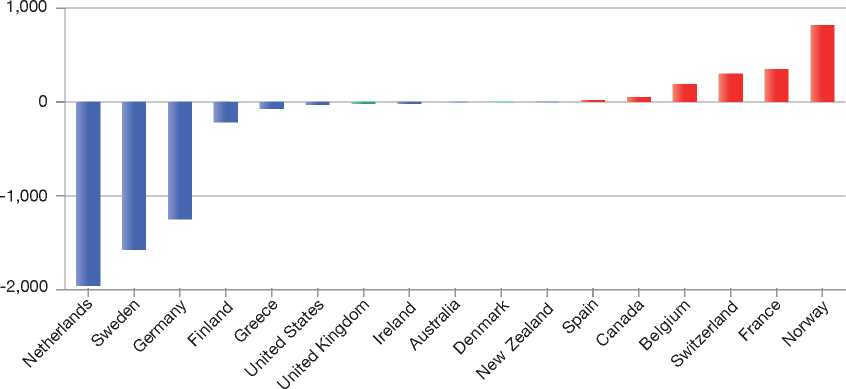 1,000
0
-1,000
-2,000
Netherlands
Sweden
Germany
Finland
Greece
United States
United Kingdom
Ireland
Australia
Denmark
New Zealand
Spain
Canada
Belgium
Switzerland
France
Norway